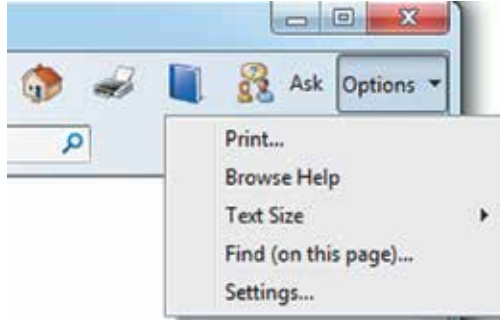 Ask Options
Print...
Browse Help
Text Size
Find (on this page)...
Settings...